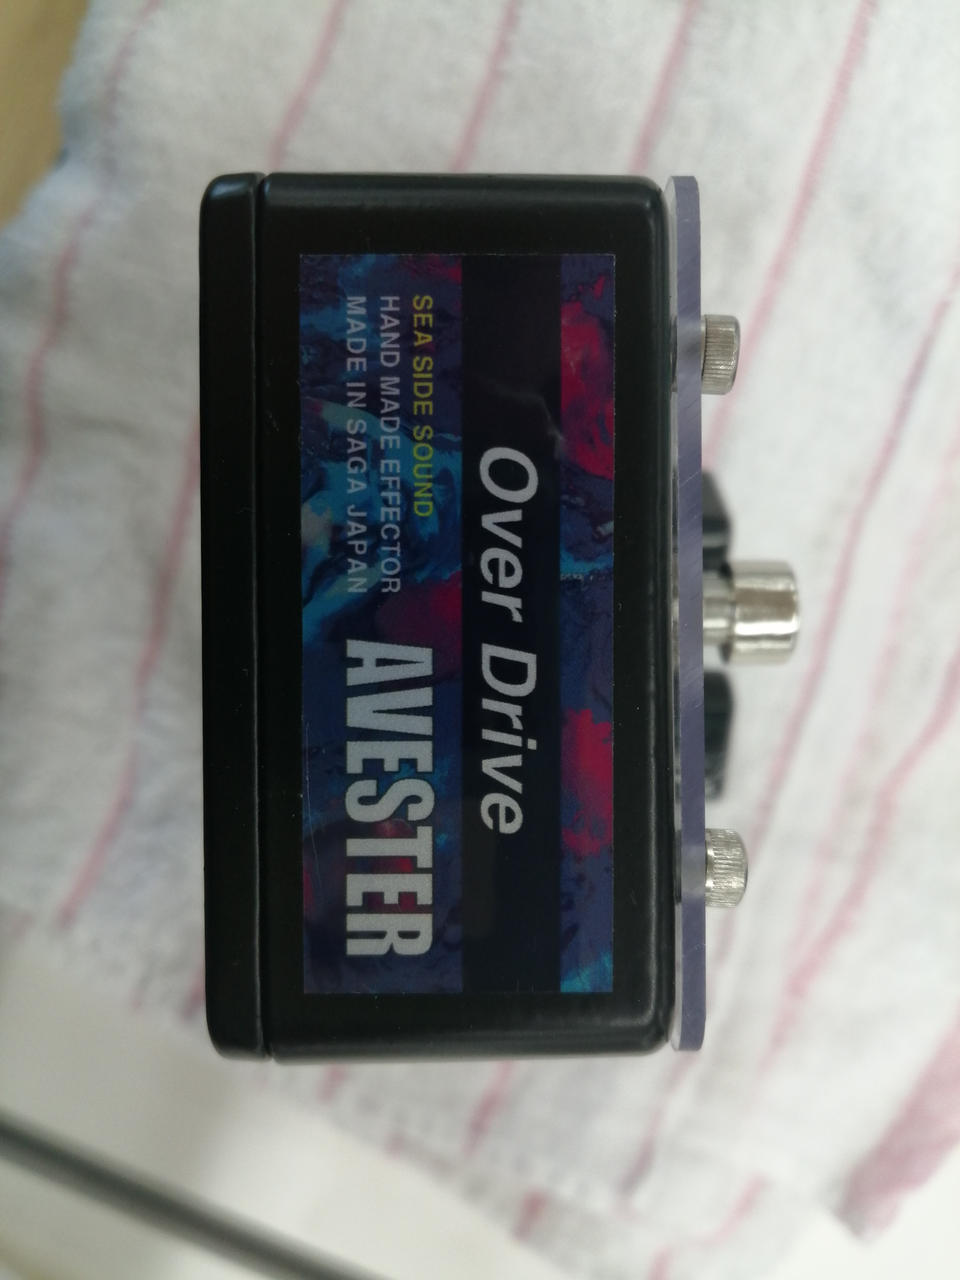 Over Drive
SEA SIDE SOUND
HAND MADE EFFECTOR
MADE IN SAGA JAPAN
AVESTER